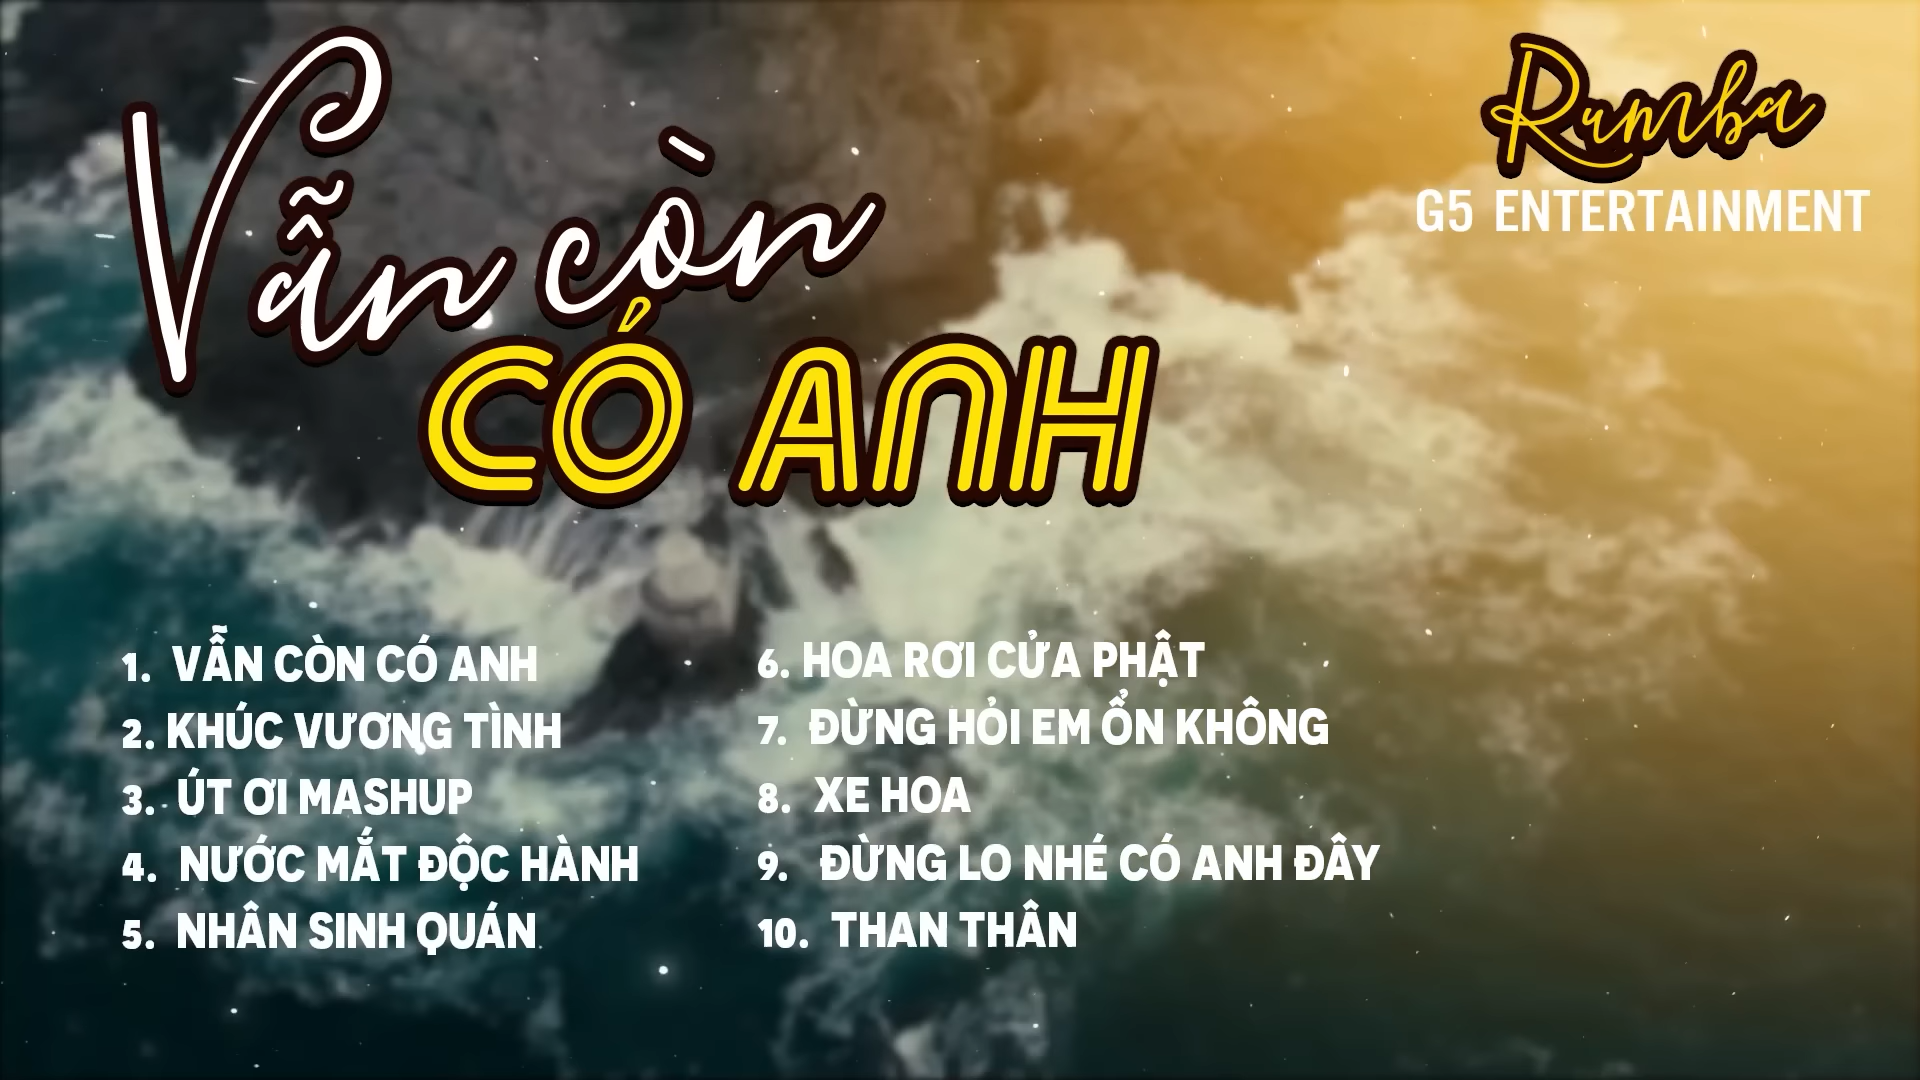 Vẫn còn
CÓ ANH
Rumba
G5 ENTERTAINMENT
1. VẪN CÒN CÓ ANH
2. KHÚC VƯƠNG TÌNH
3. ÚT ƠI MASHUP
4. NƯỚC MẮT ĐỘC HÀNH
5. NHÂN SINH QUÁN
6. HOA RƠI CỬA PHẬT
7. ĐỪNG HỎI EM ỔN KHÔNG
8. XE HOA
9. ĐỪNG LO NHÉ CÓ ANH ĐÂY
10. THAN THÂN